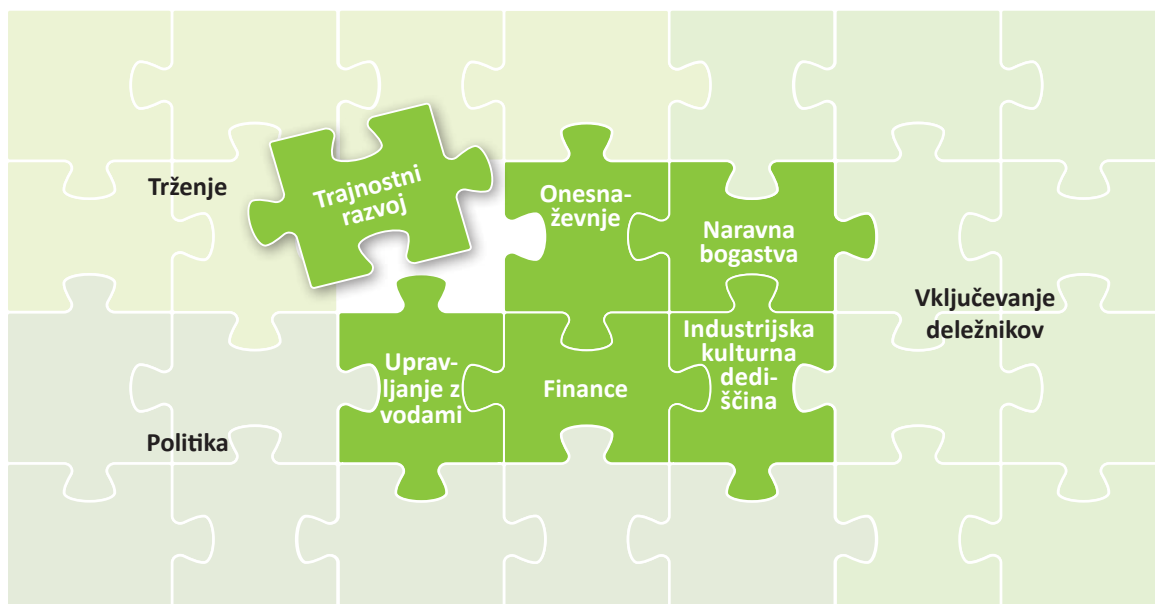 Trženje
Trajnostni
razvoj
Onesna-
ževnje
Naravna
bogastva
Vključevanje
deležnikov
Uprav-
ljanje z
vodami
Finance
Industrijska
kulturna
dedi-
ščina
Politika